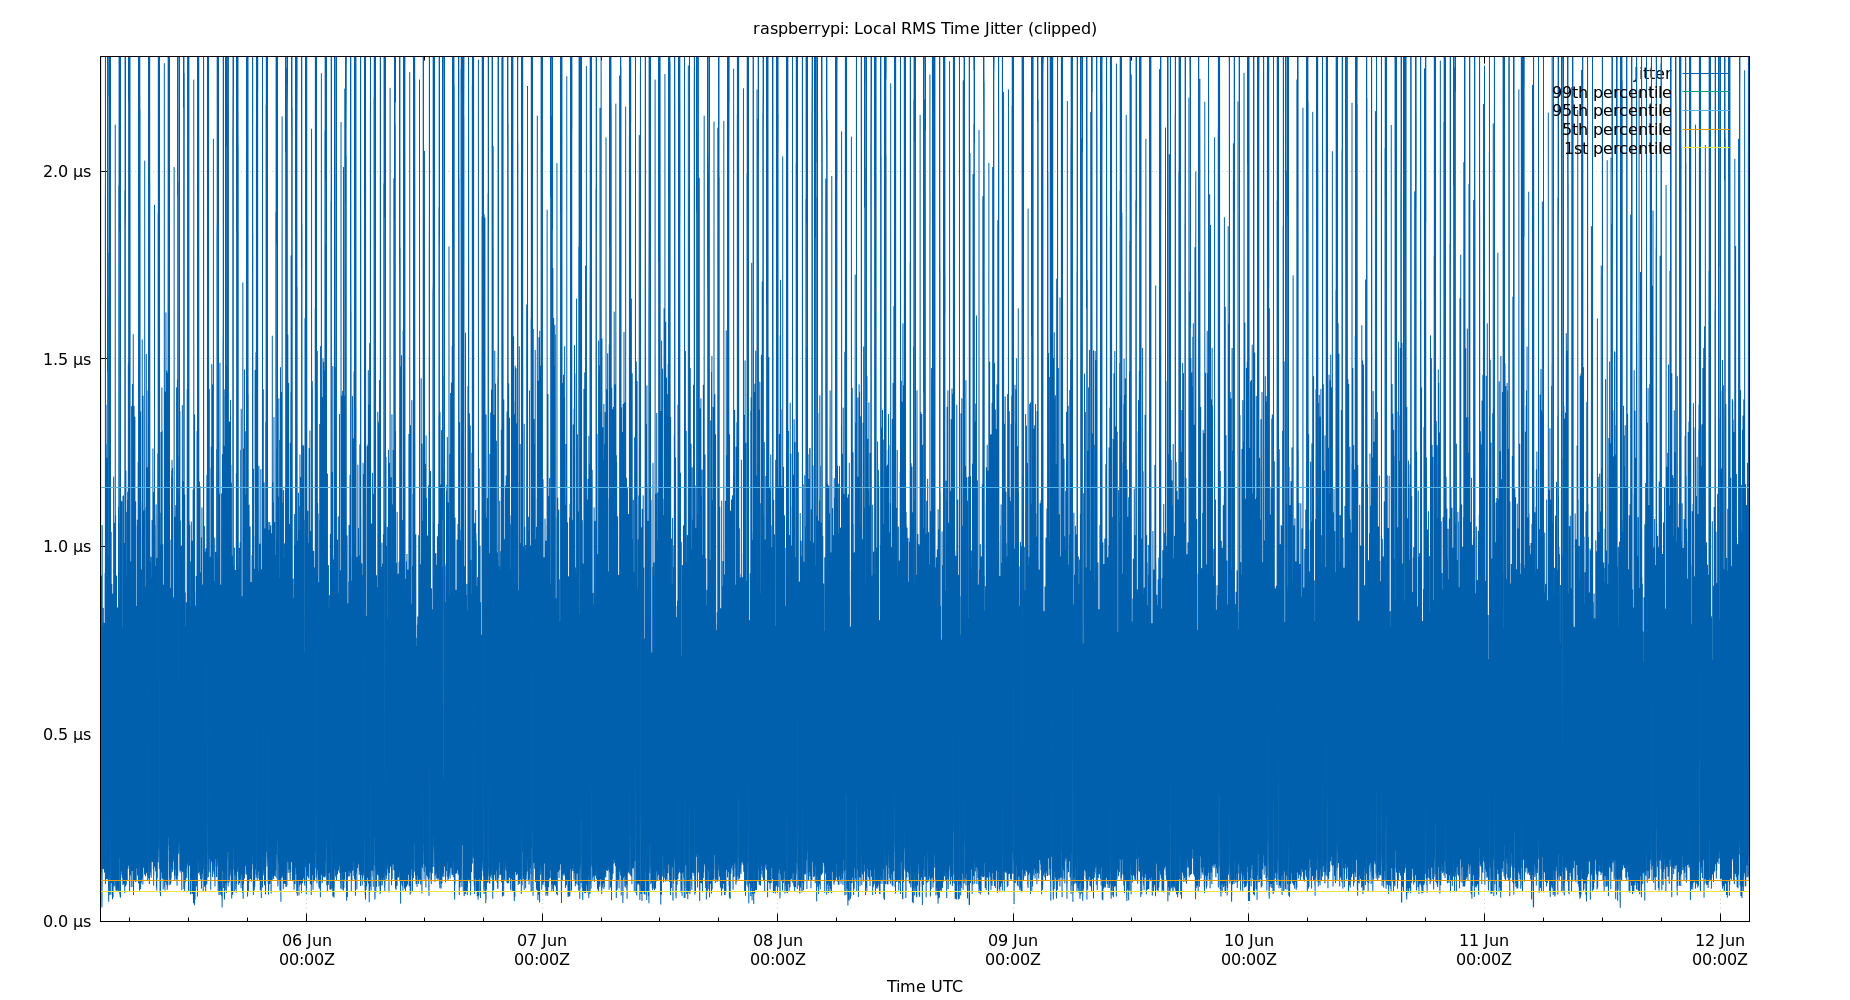 raspberrypi: Local RMS Time Jitter (clipped)
jitter
99th percentile
95th percentile
5th percentile
1st percentile
2.0 µs
1.5 µs
1.0 µs
0.5 µs
0.0 µs
06 Jun 07 Jun 08 Jun 09 Jun 10 Jun 11 Jun 12 Jun
00:00Z 00:00Z 00:00Z 00:00Z 00:00Z 00:00Z 00:00Z
Time UTC